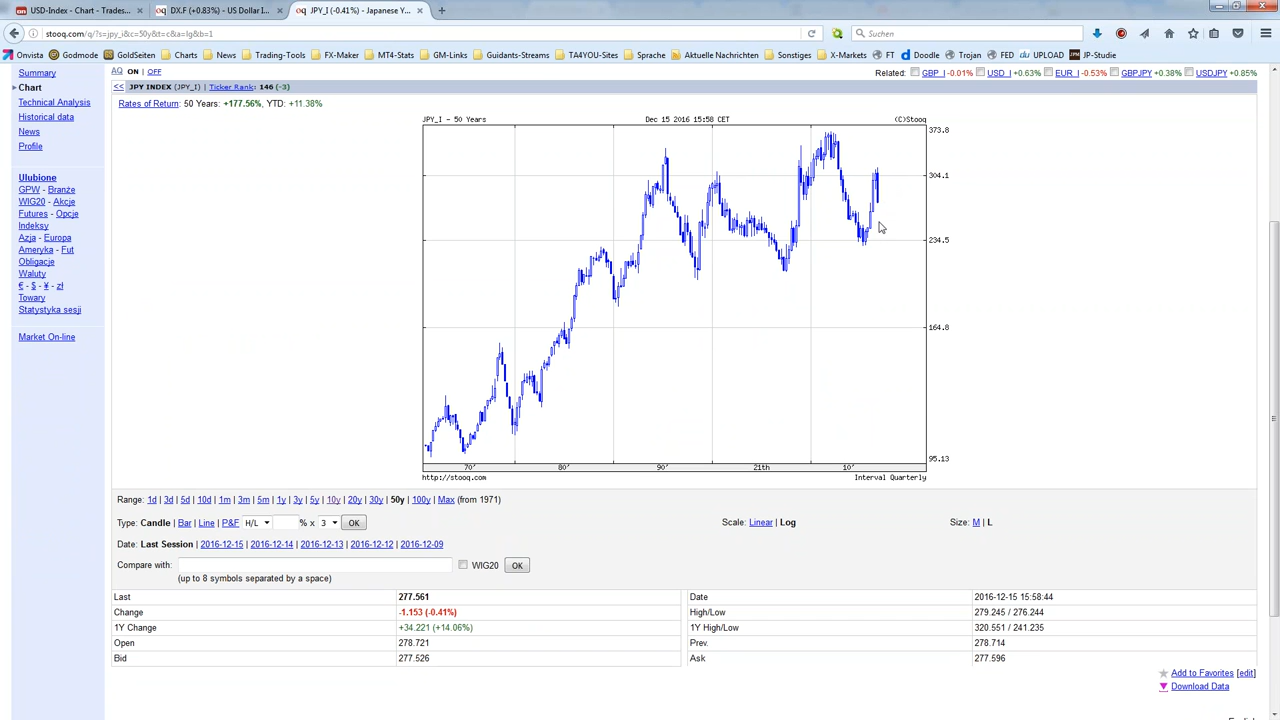 USD-Index - Chart - Trades...
DX.F (+0.83%) - US Dollar I...
JPY_I (-0.41%) - Japanese Y...
stooq.com/q/?s=jpy_i&c=50y&t=c&a=lg&b=1
Suchen
Onvista Godmode GoldSeiten Charts News Trading-Tools FX-Maker MT4-Stats GM-Links Guidants-Streams TA4YOU-Sites Sprache Aktuelle Nachrichten Sonstiges X-Markets FT Doodle Trojan FED UPLOAD JP-Studie
Summary
Chart
Technical Analysis
Historical data
News
Profile
Ulubione
GPW - Branże
WIG20 - Akcje
Futures - Opcje
Indeksy
Azja - Europa
Ameryka - Fut
Obligacje
Waluty
€ - $ - ¥ - zł
Towary
Statystyka sesji
Market On-line
AQ ON | OFF
Related: GBP_I -0.01% USD_I +0.63% EUR_I -0.53% GBPJPY +0.38% USDJPY +0.85%
<< JPY INDEX (JPY_I) | Ticker Rank: 146 (-3)
Rates of Return: 50 Years: +177.56%, YTD: +11.38%
JPY_I - 50 Years Dec 15 2016 15:58 CET (C)Stooq
373.8
304.1
234.5
164.8
95.13
70' 80' 90' 21th 10'
http://stooq.com Interval Quarterly
Range: 1d | 3d | 5d | 10d | 1m | 3m | 5m | 1y | 3y | 5y | 10y | 20y | 30y | 50y | 100y | Max (from 1971)
Type: Candle | Bar | Line | P&F H/L % x 3 OK
Scale: Linear | Log
Size: M | L
Date: Last Session | 2016-12-15 | 2016-12-14 | 2016-12-13 | 2016-12-12 | 2016-12-09
Compare with: WIG20 OK
(up to 8 symbols separated by a space)
Last 277.561 Date 2016-12-15 15:58:44
Change -1.153 (-0.41%) High/Low 279.245 / 276.244
1Y Change +34.221 (+14.06%) 1Y High/Low 320.551 / 241.235
Open 278.721 Prev. 278.714
Bid 277.526 Ask 277.596
Add to Favorites [edit]
Download Data